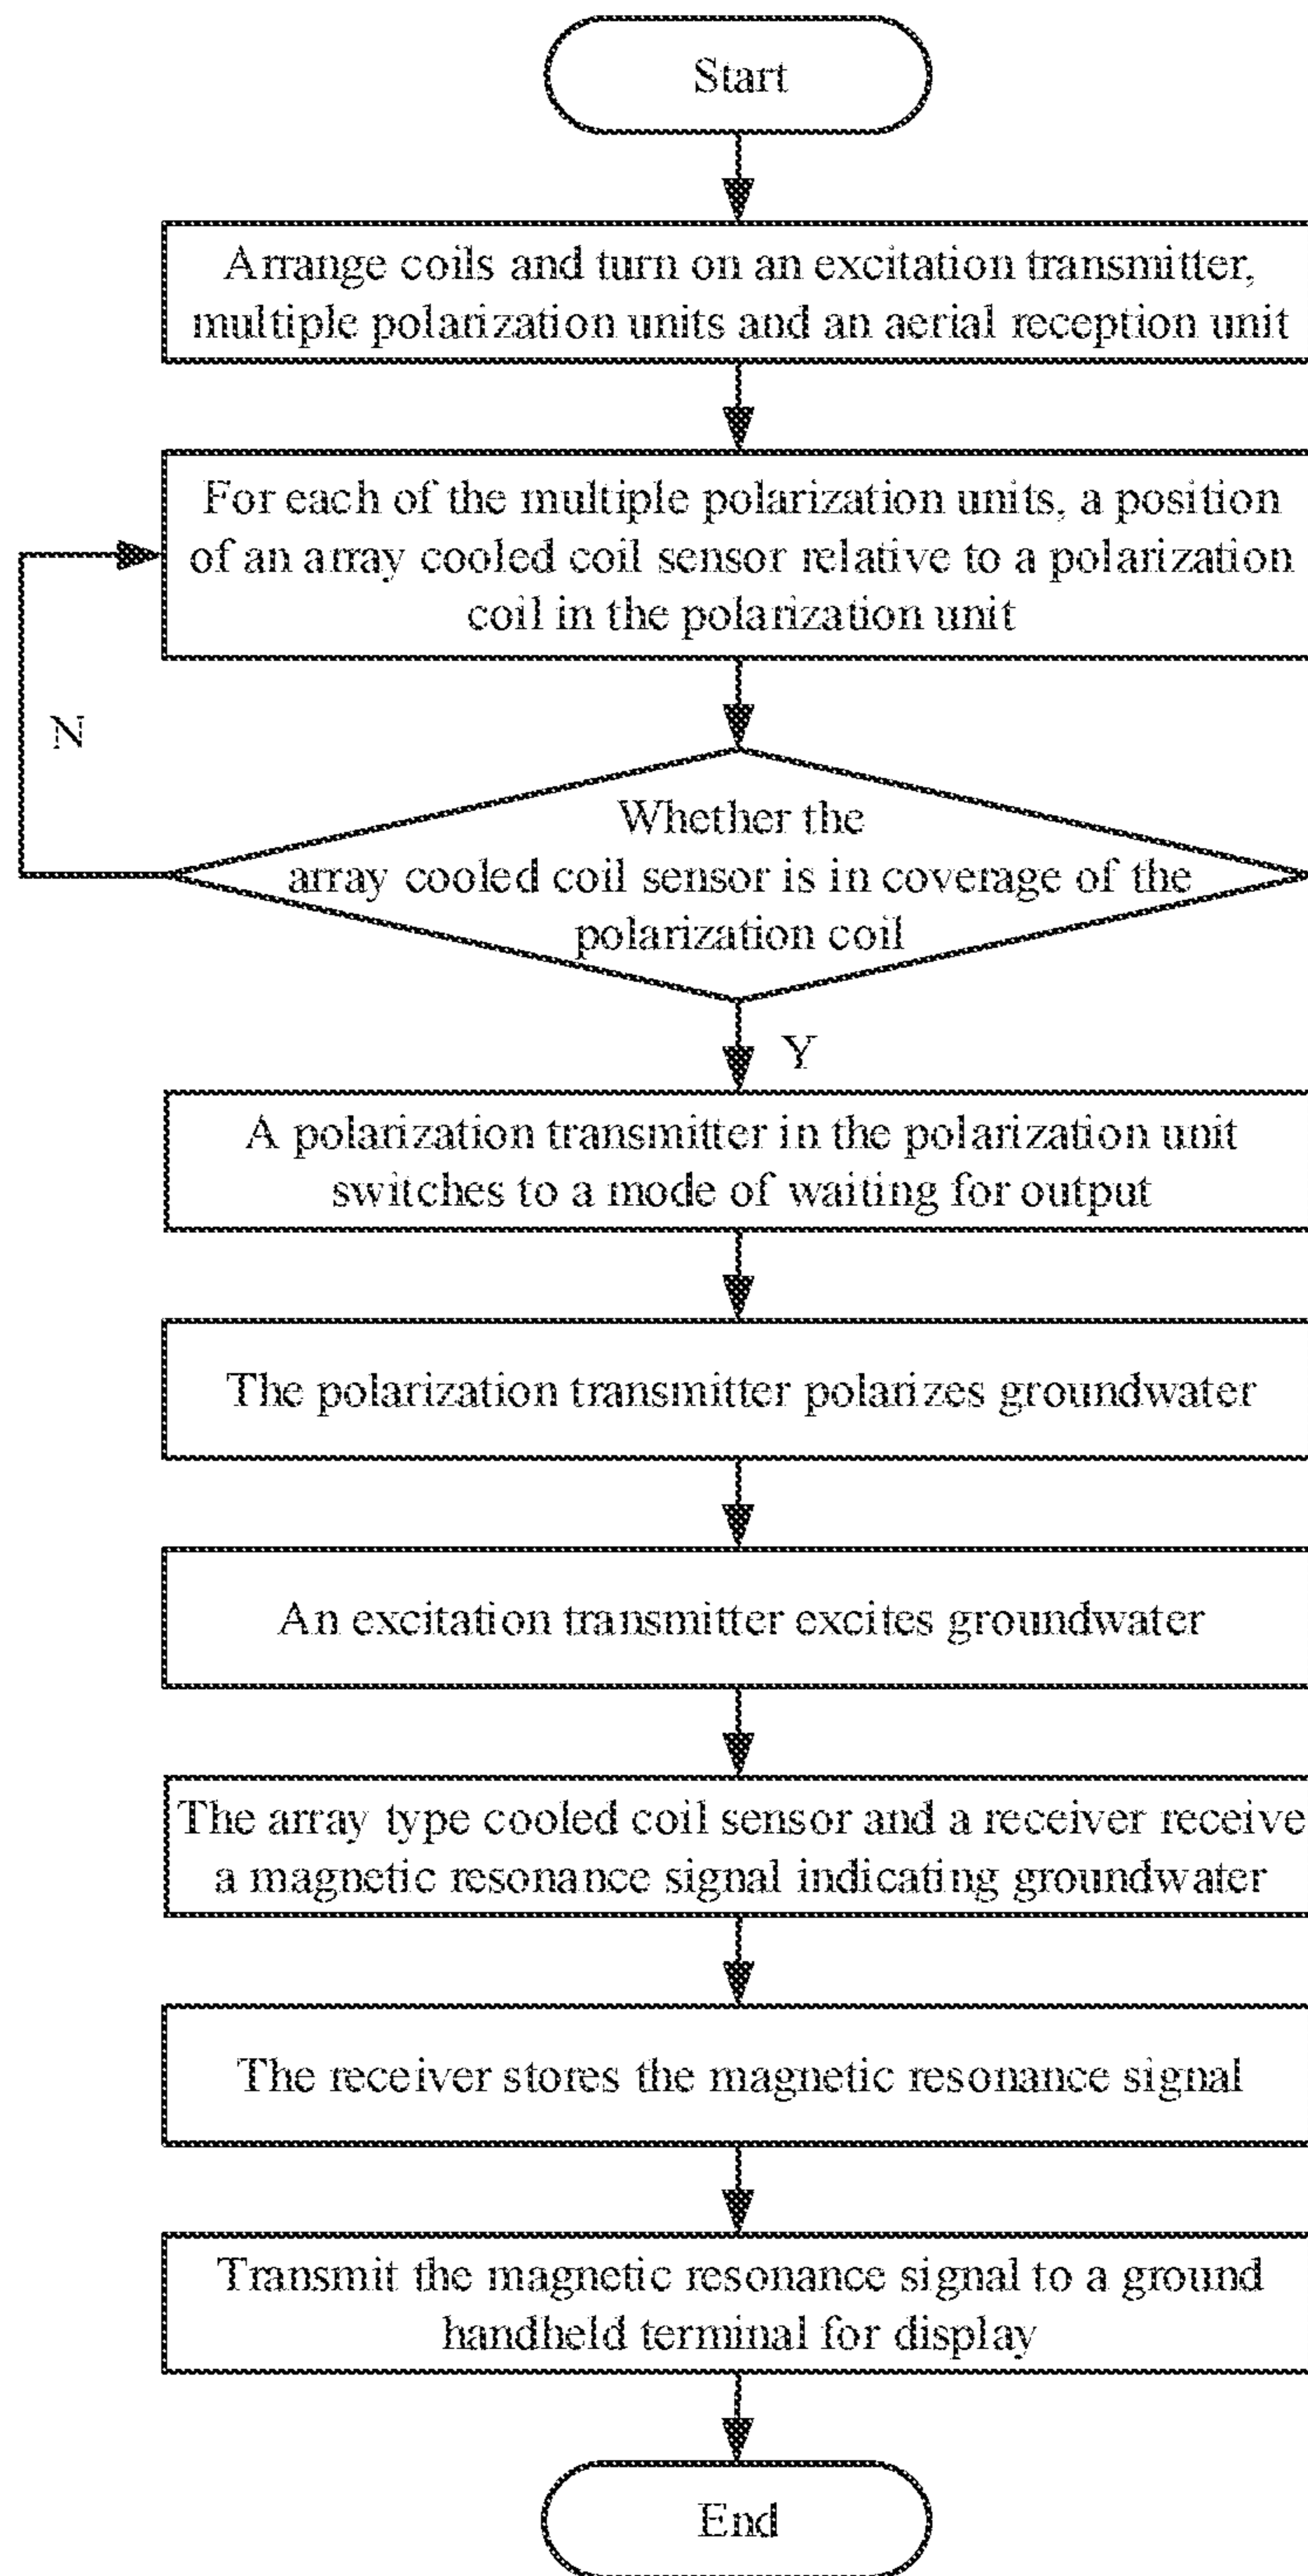 Start
Arrange coils and turn on an excitation transmitter,
multiple polarization units and an aerial reception unit
For each of the multiple polarization units, a position
of an array cooled coil sensor relative to a polarization
coil in the polarization unit
N
Whether the
array cooled coil sensor is in coverage of the
polarization coil
Y
A polarization transmitter in the polarization unit
switches to a mode of waiting for output
The polarization transmitter polarizes groundwater
An excitation transmitter excites groundwater
The array type cooled coil sensor and a receiver receive
a magnetic resonance signal indicating groundwater
The receiver stores the magnetic resonance signal
Transmit the magnetic resonance signal to a ground
handheld terminal for display
End